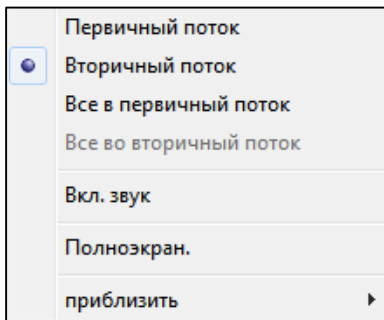 Первичный поток
Вторичный поток
Все в первичный поток
Все во вторичный поток
Вкл. звук
Полноэкран.
приблизить